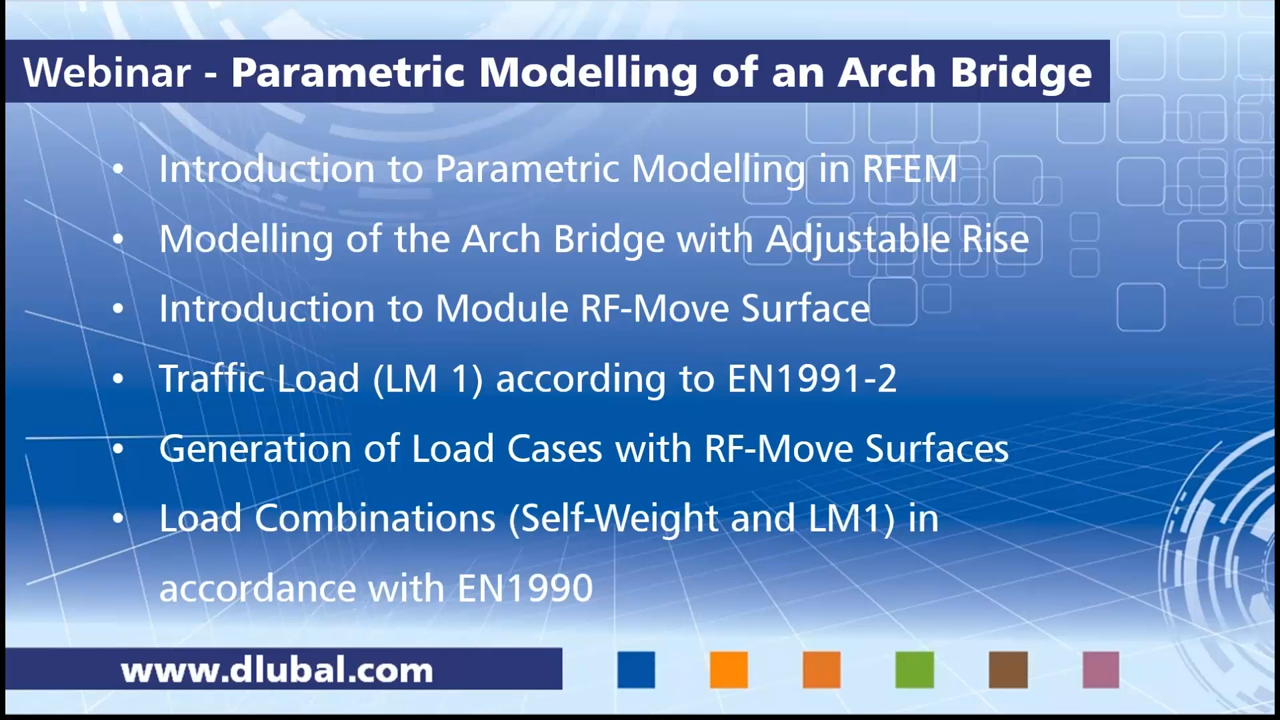 Webinar - Parametric Modelling of an Arch Bridge
• Introduction to Parametric Modelling in RFEM
• Modelling of the Arch Bridge with Adjustable Rise
• Introduction to Module RF-Move Surface
• Traffic Load (LM 1) according to EN1991-2
• Generation of Load Cases with RF-Move Surfaces
• Load Combinations (Self-Weight and LM1) in
accordance with EN1990
www.dlubal.com